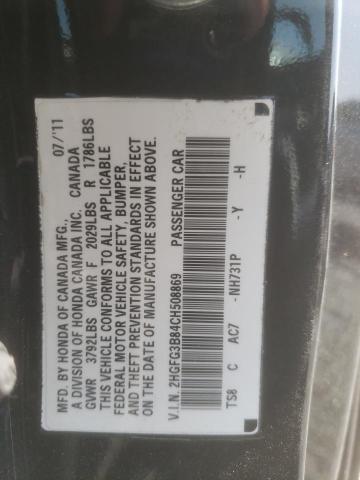 MFD. BY HONDA OF CANADA MFG., 07/'11
A DIVISION OF HONDA CANADA INC. CANADA
GVWR 3792LBS GAWR F 2029LBS R 1786LBS
THIS VEHICLE CONFORMS TO ALL APPLICABLE
FEDERAL MOTOR VEHICLE SAFETY, BUMPER,
AND THEFT PREVENTION STANDARDS IN EFFECT
ON THE DATE OF MANUFACTURE SHOWN ABOVE.
V.I.N. 2HGFG3B84CH508869 PASSENGER CAR
TS8 C AC7 -NH731P -Y -H